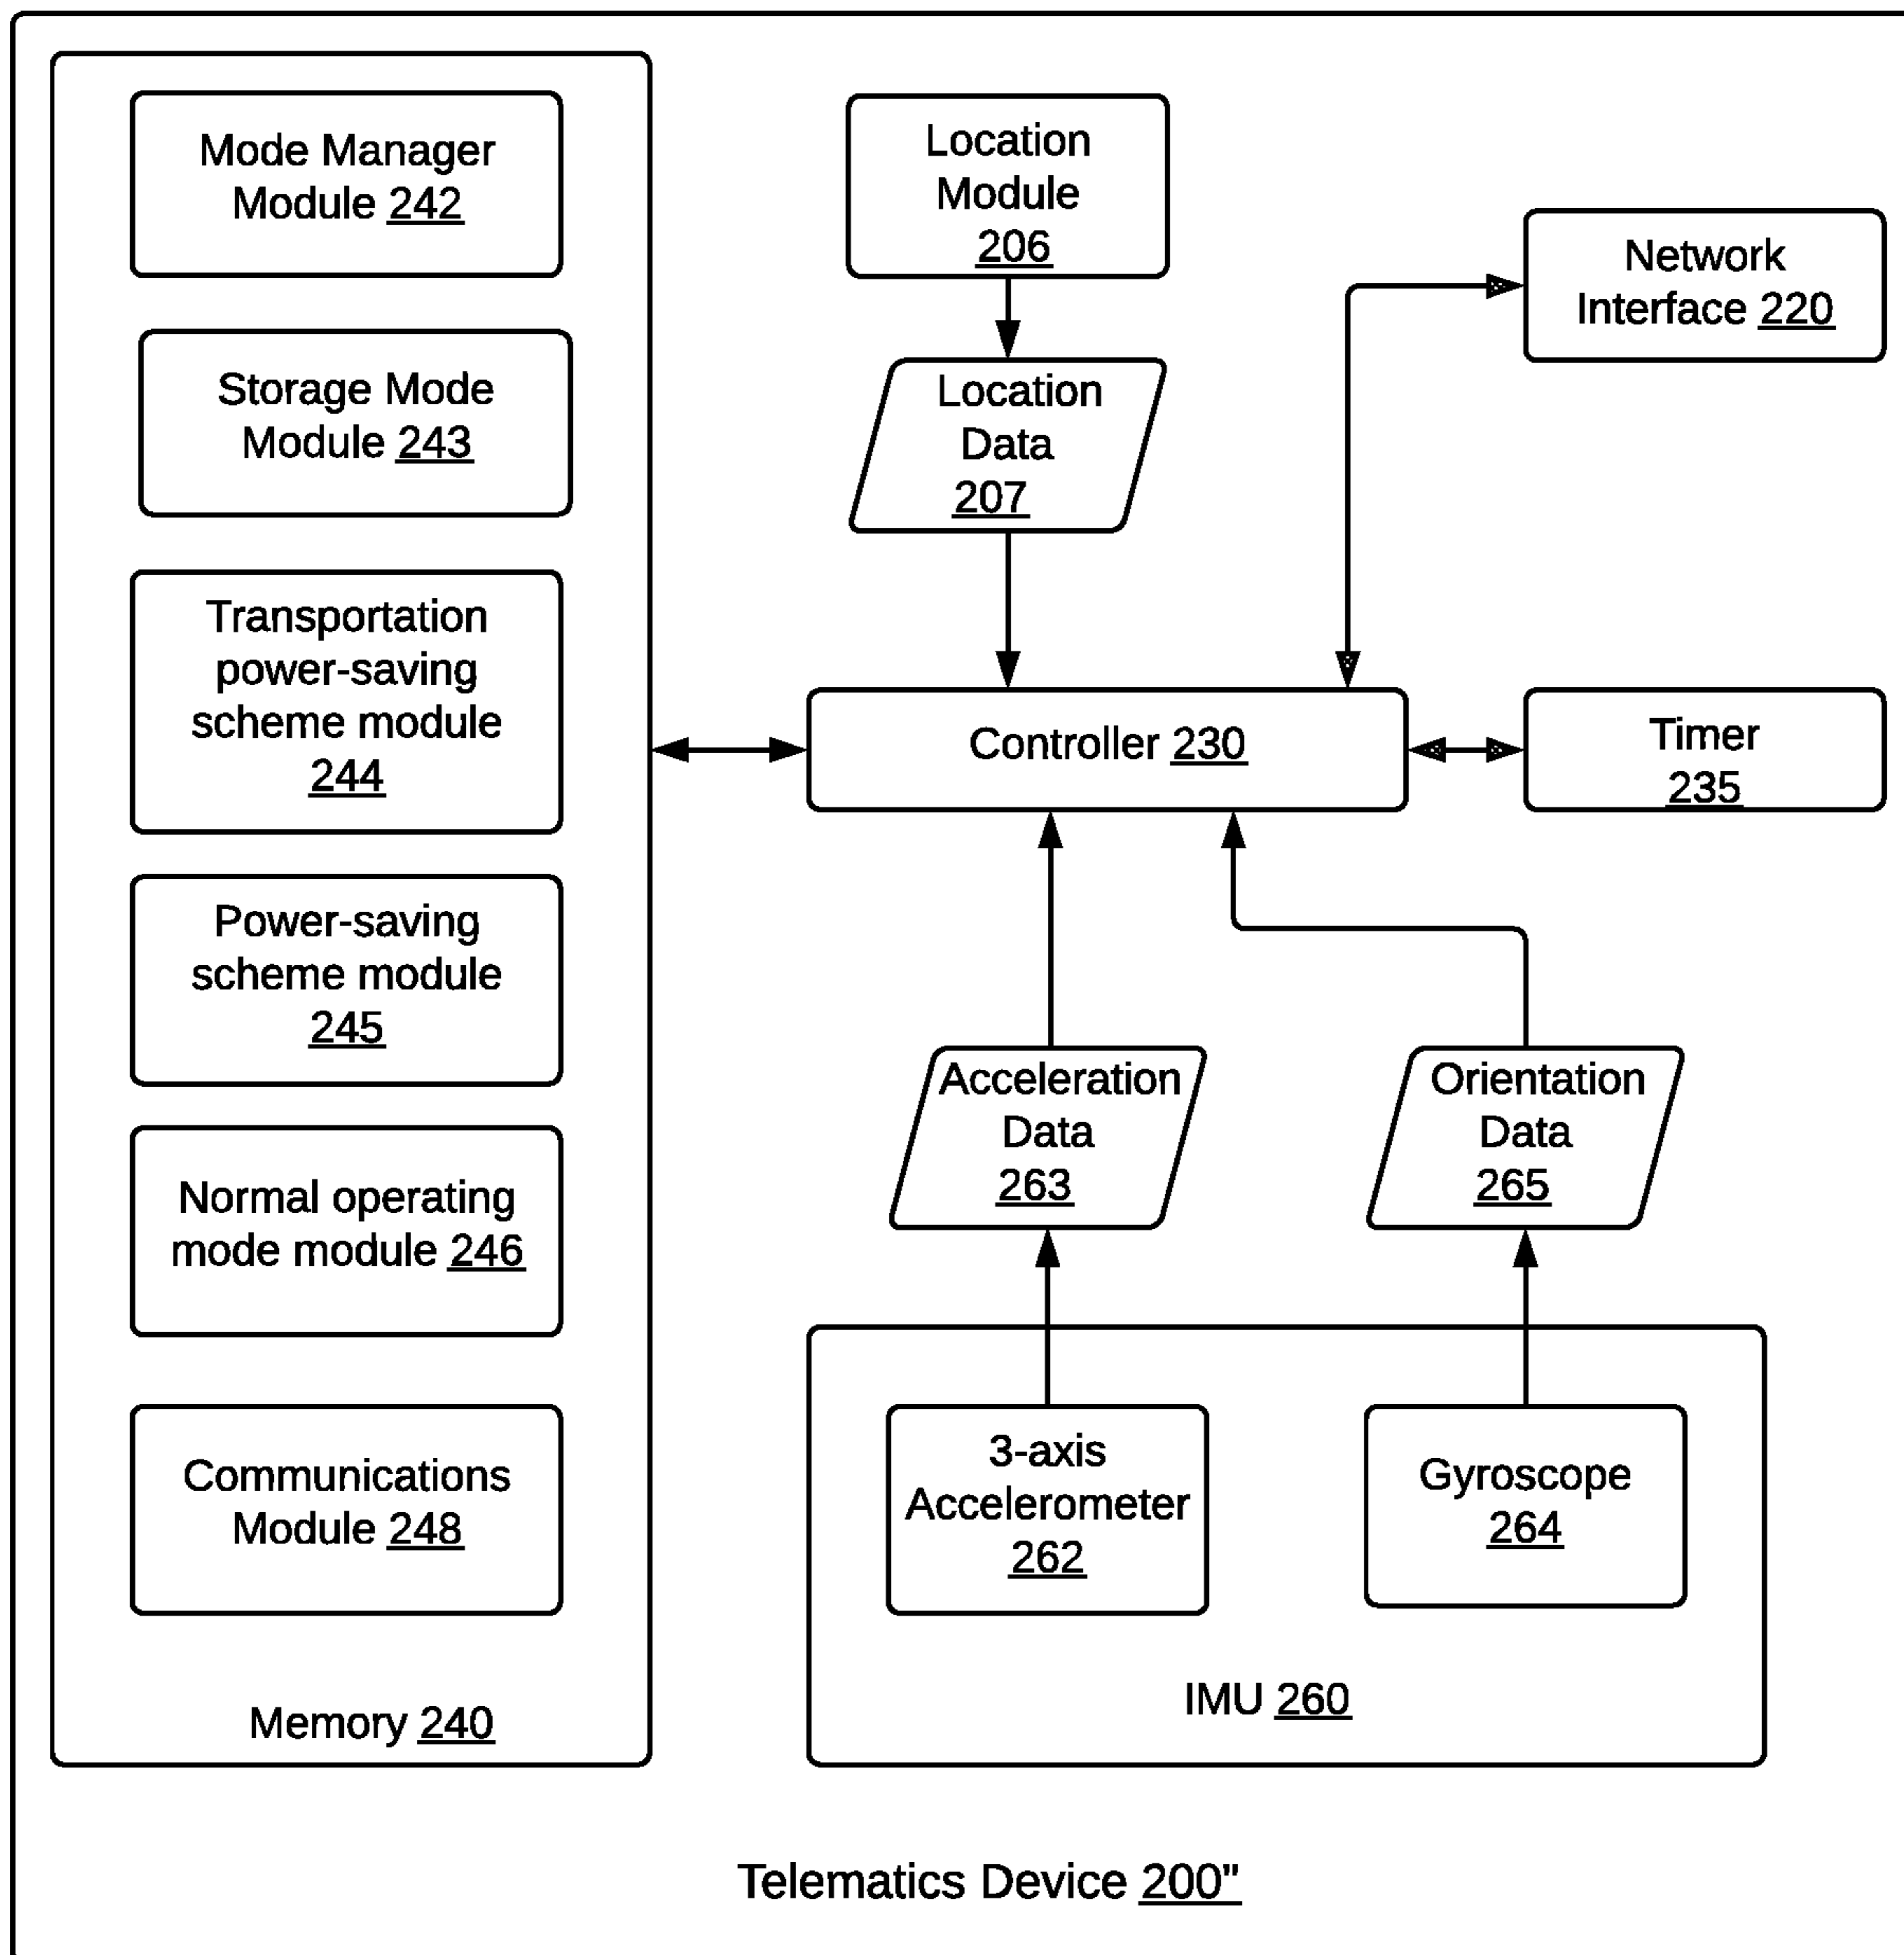 Mode Manager
Module 242
Storage Mode
Module 243
Transportation
power-saving
scheme module
244
Power-saving
scheme module
245
Normal operating
mode module 246
Communications
Module 248
Memory 240
Location
Module
206
Location
Data
207
Network
Interface 220
Controller 230
Timer
235
Acceleration
Data
263
Orientation
Data
265
3-axis
Accelerometer
262
Gyroscope
264
IMU 260
Telematics Device 200"